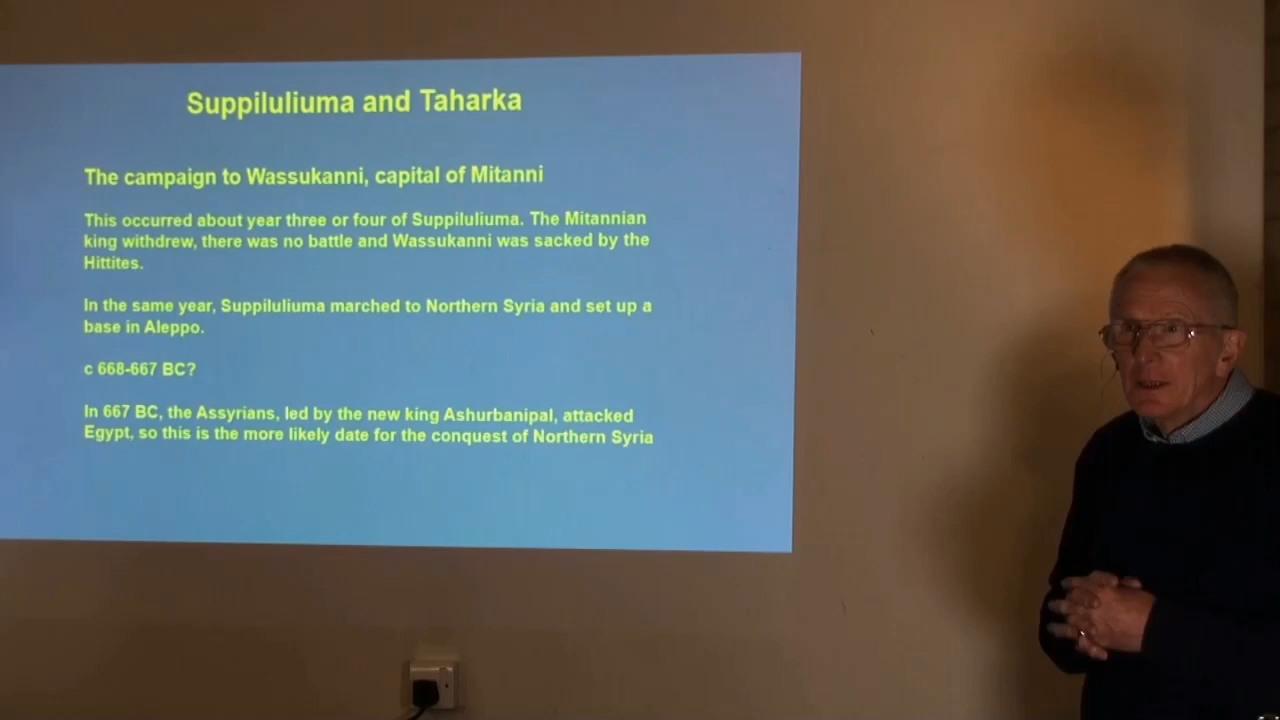 Suppiluliuma and Taharka
The campaign to Wassukanni, capital of Mitanni
This occurred about year three or four of Suppiluliuma. The Mitannian
king withdrew, there was no battle and Wassukanni was sacked by the
Hittites.
In the same year, Suppiluliuma marched to Northern Syria and set up a
base in Aleppo.
c 668-667 BC?
In 667 BC, the Assyrians, led by the new king Ashurbanipal, attacked
Egypt, so this is the more likely date for the conquest of Northern Syria